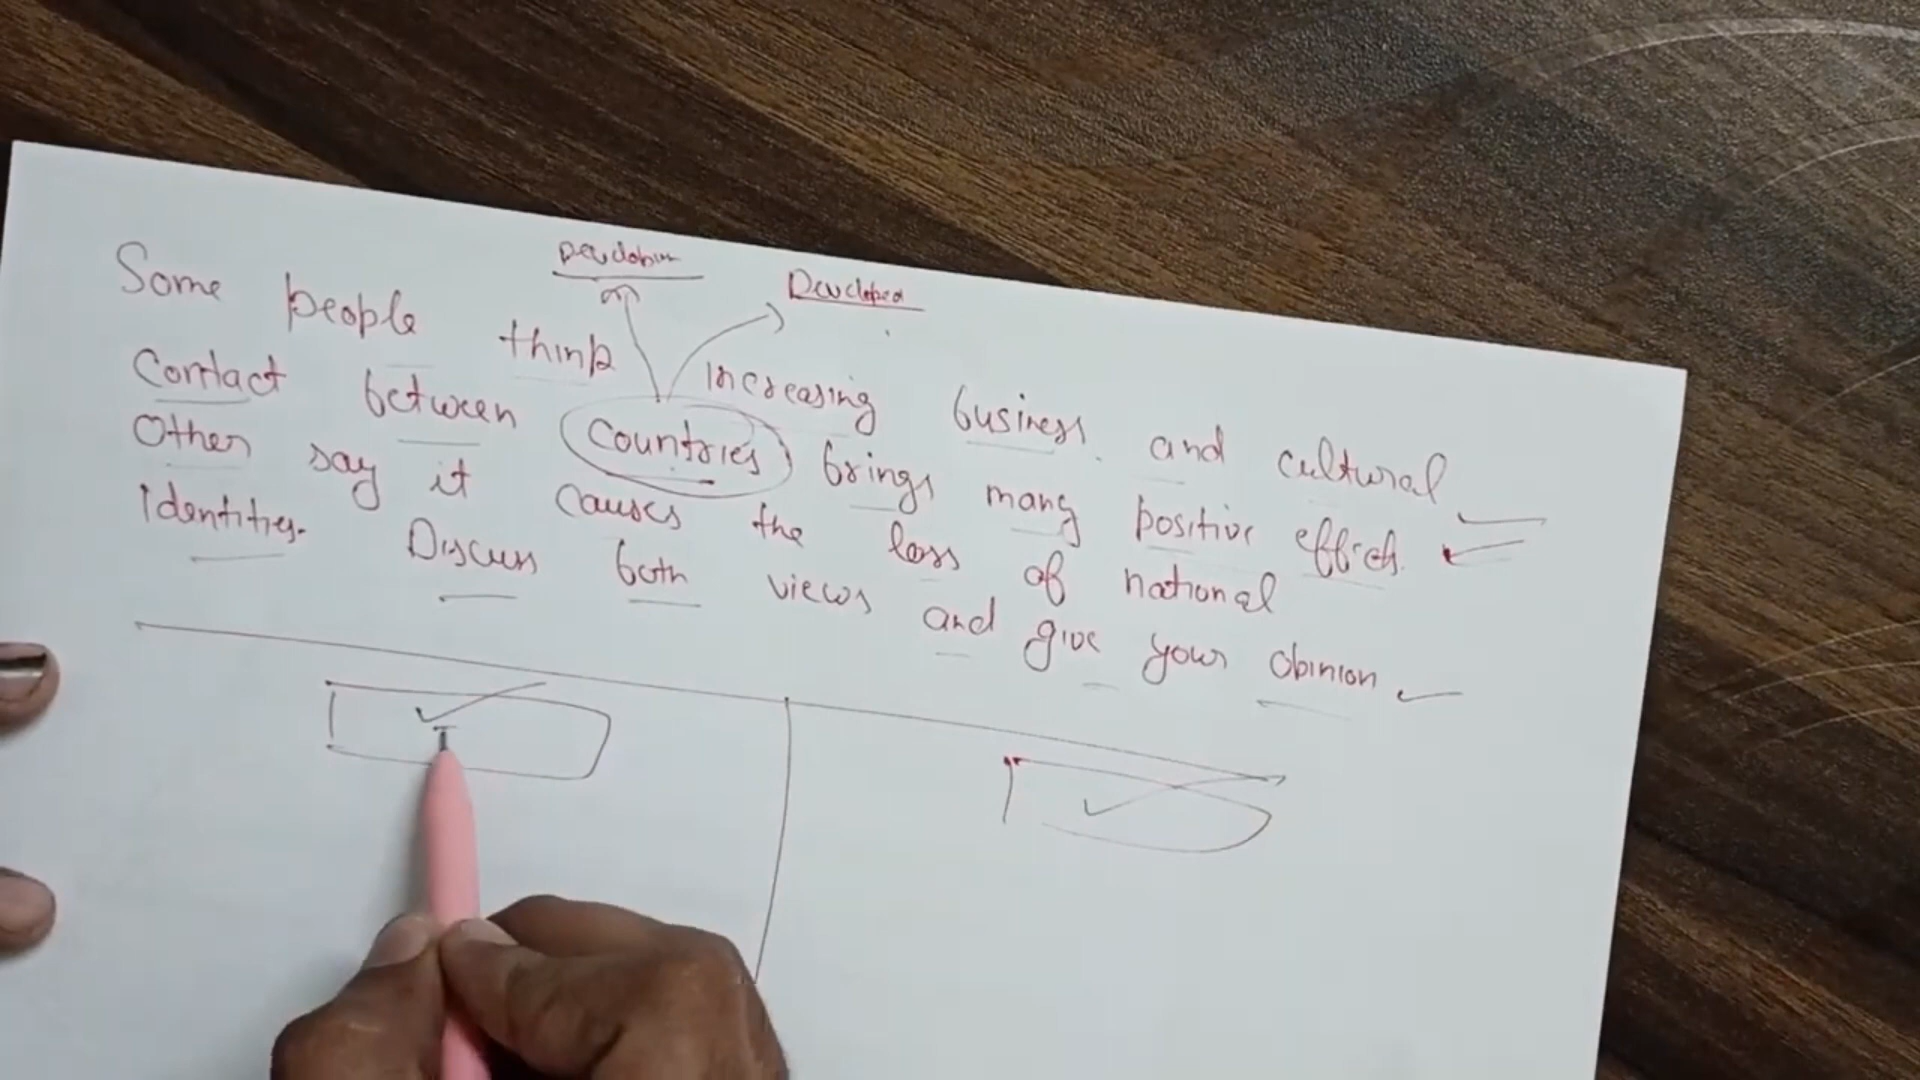 Developing
Developed
Some people think increasing business and cultural
Contact between Countries brings many positive effects.
Other say it causes the loss of national
Identities. Discuss both views and give your Opinion